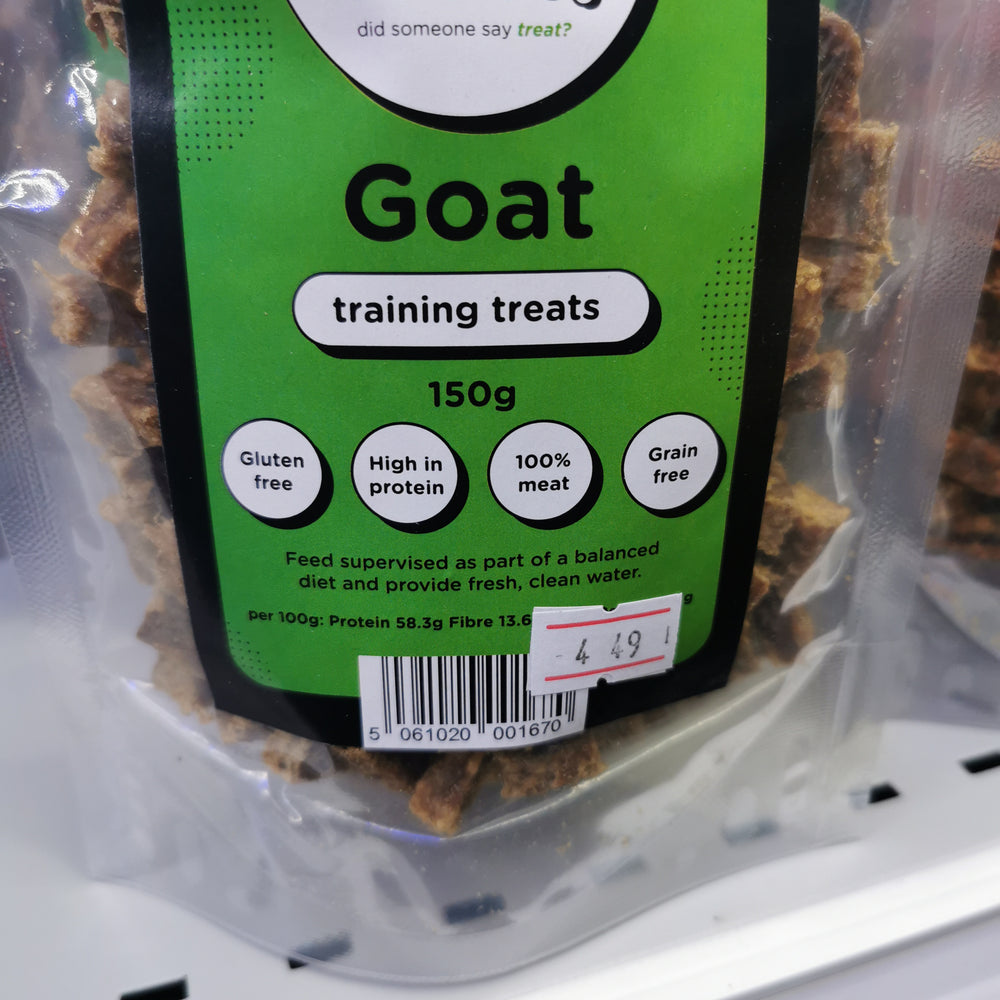 did someone say treat?
Goat
training treats
150g
Gluten
free
High in
protein
100%
meat
Grain
free
Feed supervised as part of a balanced
diet and provide fresh, clean water.
per 100g: Protein 58.3g Fibre 13.6
g
4 49
5 061020 001670